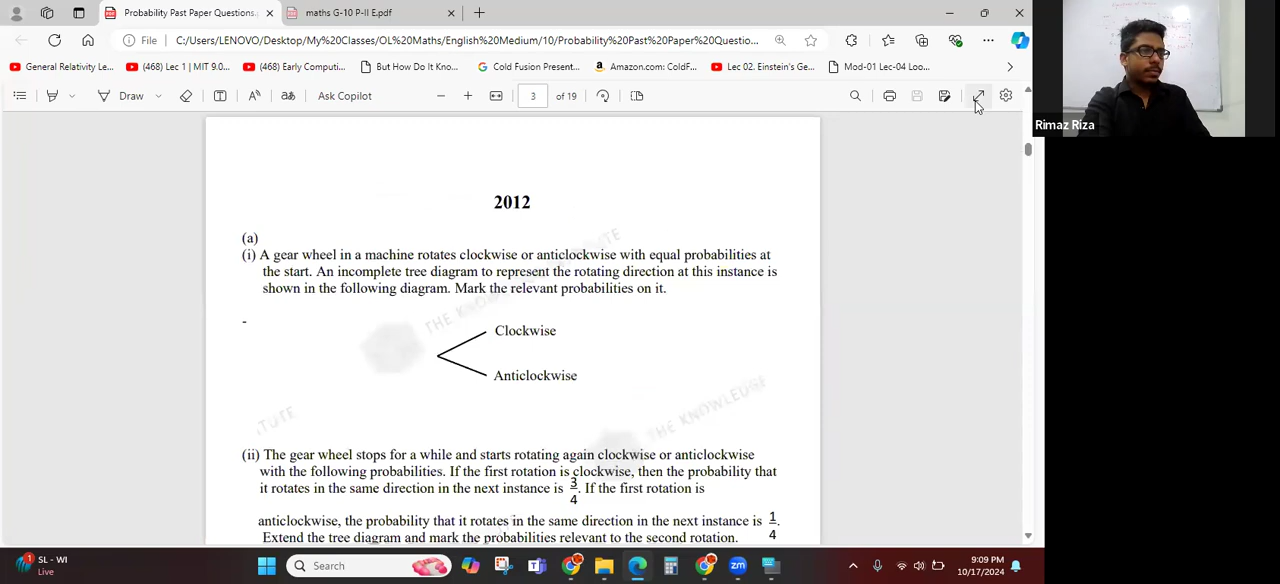 Probability Past Paper Questions.
maths G-10 P-II E.pdf
File
C:/Users/LENOVO/Desktop/My%20Classes/OL%20Maths/English%20Medium/10/Probability%20Past%20Paper%20Questio...
General Relativity Le...
(468) Lec 1 | MIT 9.0...
(468) Early Computi...
But How Do It Kno...
Cold Fusion Present...
Amazon.com: ColdF...
Lec 02. Einstein's Ge...
Mod-01 Lec-04 Loo...
Draw
aあ
Ask Copilot
3 of 19
Rimaz Riza
2012
(a)
(i) A gear wheel in a machine rotates clockwise or anticlockwise with equal probabilities at
the start. An incomplete tree diagram to represent the rotating direction at this instance is
shown in the following diagram. Mark the relevant probabilities on it.
-
Clockwise
Anticlockwise
THE KNOWLEDGE
(ii) The gear wheel stops for a while and starts rotating again clockwise or anticlockwise
with the following probabilities. If the first rotation is clockwise, then the probability that
it rotates in the same direction in the next instance is 3/4. If the first rotation is
anticlockwise, the probability that it rotates in the same direction in the next instance is 1/4.
Extend the tree diagram and mark the probabilities relevant to the second rotation.
SL - WI
Live
Search
9:09 PM
10/17/2024